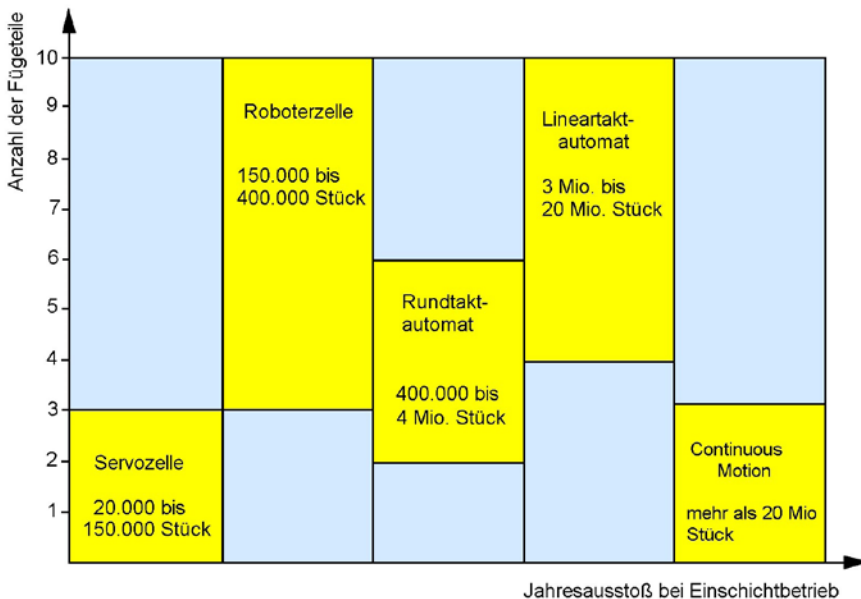 Anzahl der Fügeteile
10
9
8
7
6
5
4
3
2
1
Servozelle
20.000 bis
150.000 Stück
Roboterzelle
150.000 bis
400.000 Stück
Rundtakt-
automat
400.000 bis
4 Mio. Stück
Lineartakt-
automat
3 Mio. bis
20 Mio. Stück
Continuous
Motion
mehr als 20 Mio
Stück
Jahresausstoß bei Einschichtbetrieb